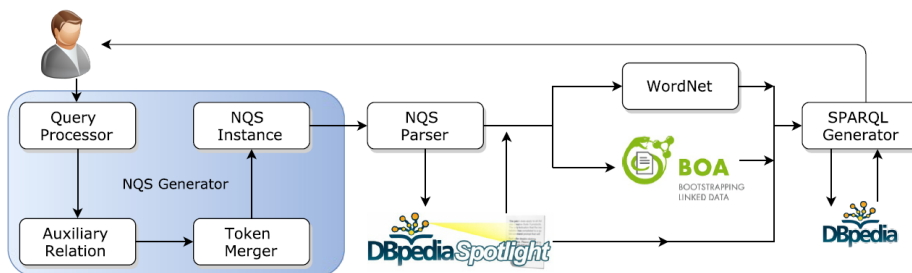 Query
Processor
NQS
Instance
NQS
Parser
WordNet
SPARQL
Generator
NQS Generator
BOA
BOOTSTRAPPING
LINKED DATA
Auxiliary
Relation
Token
Merger
DBpedia Spotlight
DBpedia